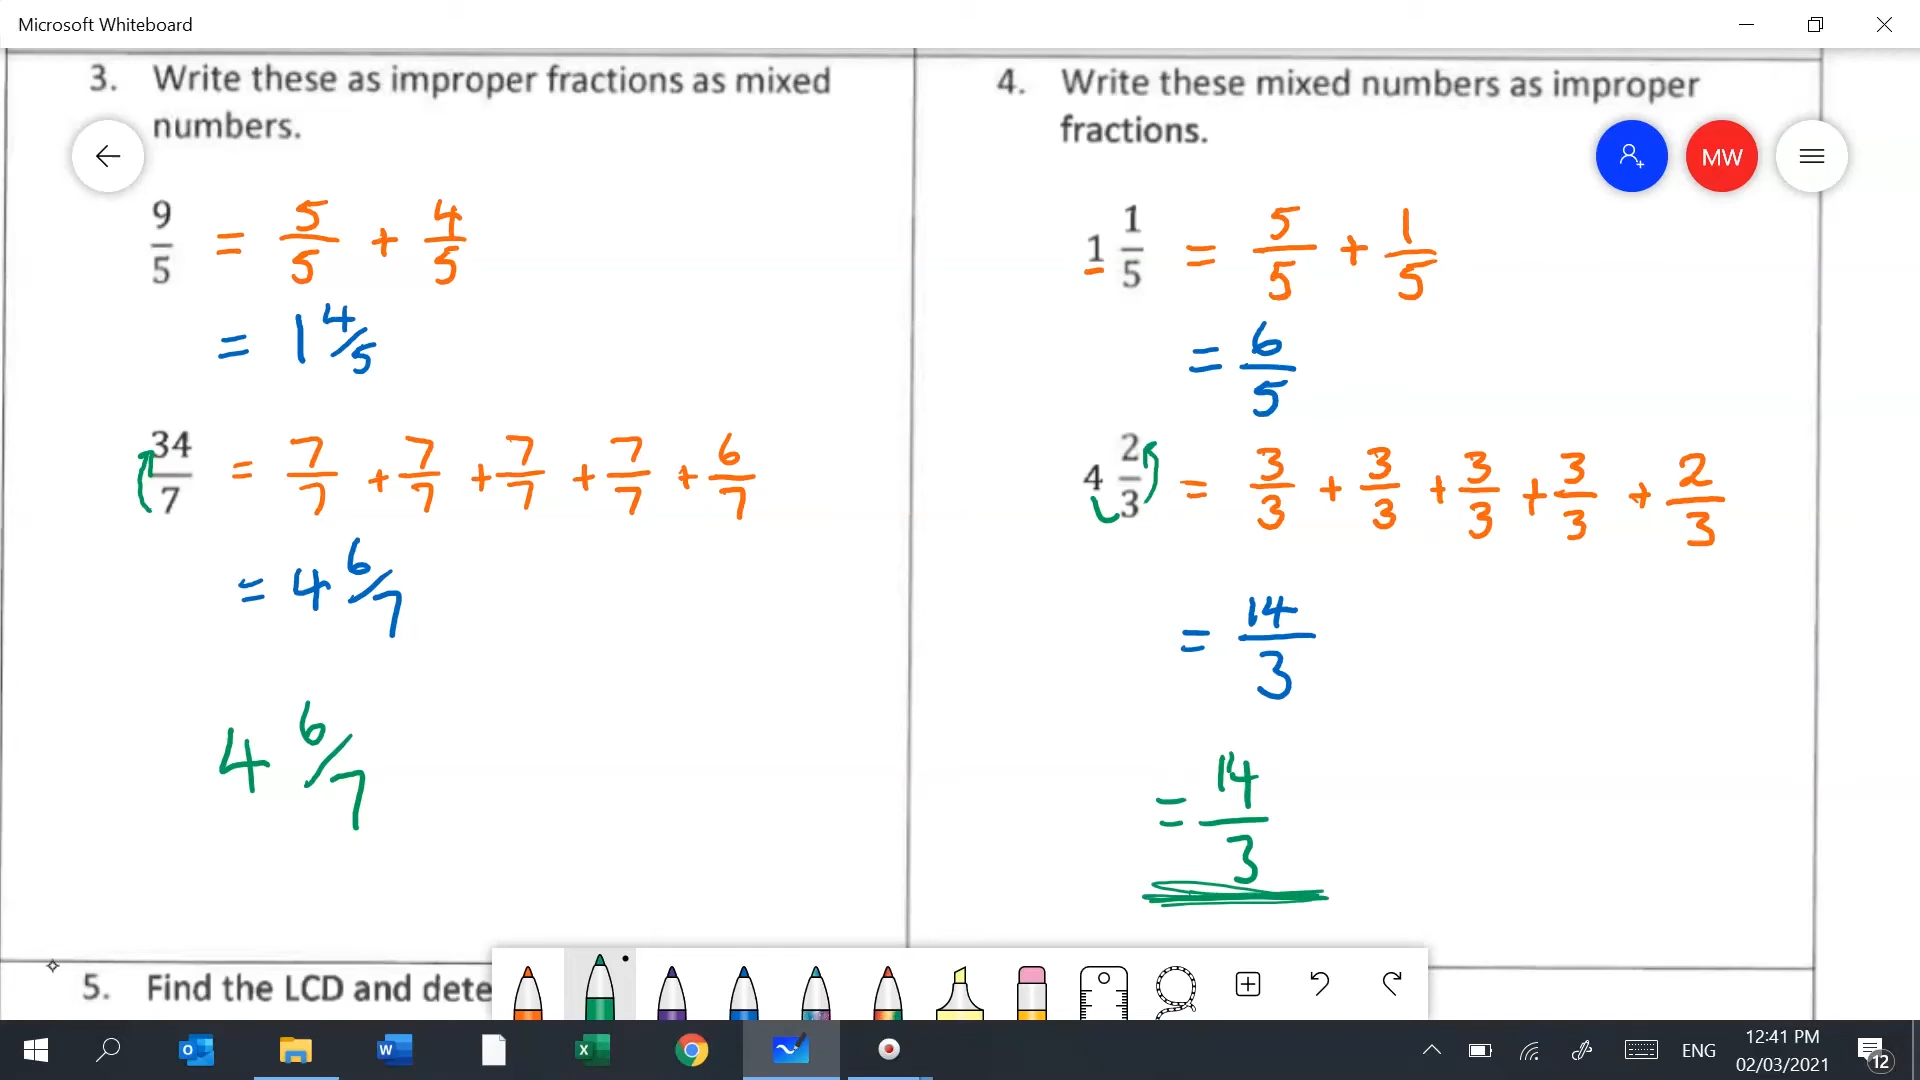 Microsoft Whiteboard
3. Write these as improper fractions as mixed
numbers.
9/5 = 5/5 + 4/5
= 1 4/5
34/7 = 7/7 + 7/7 + 7/7 + 7/7 + 6/7
= 4 6/7
4 6/7
4. Write these mixed numbers as improper
fractions.
MW
1 1/5 = 5/5 + 1/5
= 6/5
4 2/3 = 3/3 + 3/3 + 3/3 + 3/3 + 2/3
= 14/3
= 14/3
5. Find the LCD and dete
ENG
12:41 PM
02/03/2021
12